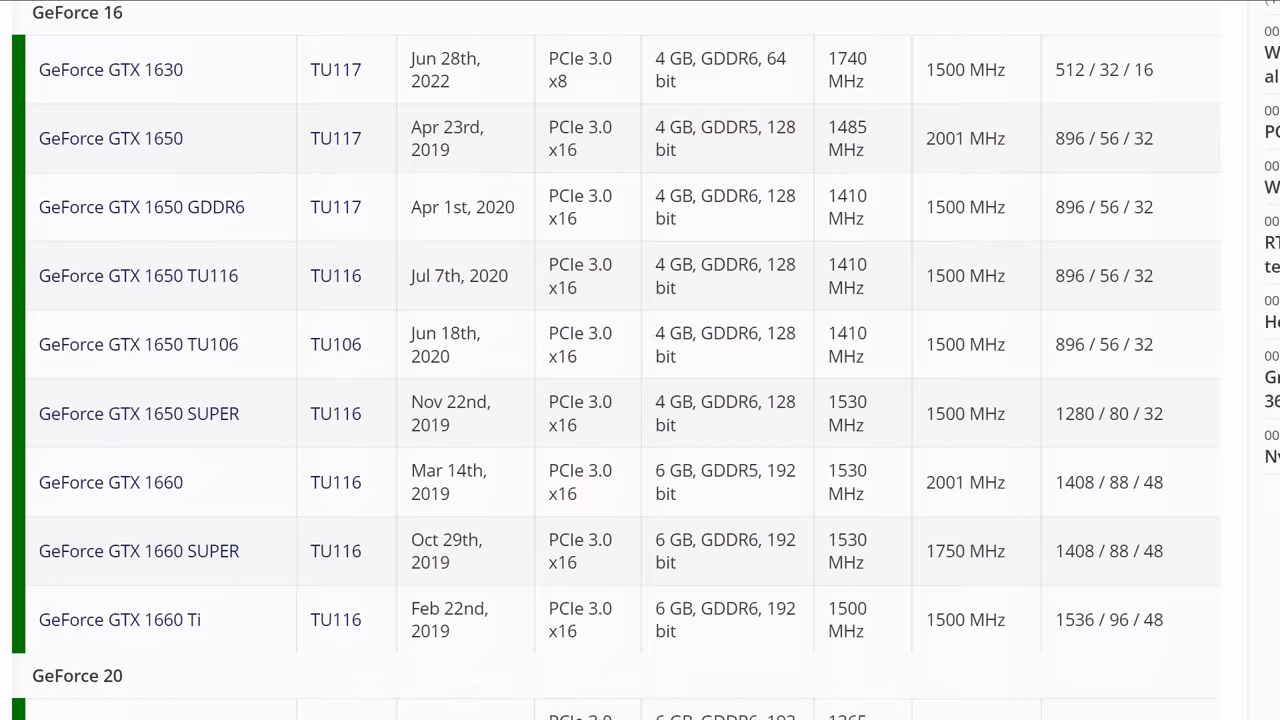 GeForce 16
GeForce GTX 1630 TU117 Jun 28th, 2022 PCIe 3.0 x8 4 GB, GDDR6, 64 bit 1740 MHz 1500 MHz 512 / 32 / 16
GeForce GTX 1650 TU117 Apr 23rd, 2019 PCIe 3.0 x16 4 GB, GDDR5, 128 bit 1485 MHz 2001 MHz 896 / 56 / 32
GeForce GTX 1650 GDDR6 TU117 Apr 1st, 2020 PCIe 3.0 x16 4 GB, GDDR6, 128 bit 1410 MHz 1500 MHz 896 / 56 / 32
GeForce GTX 1650 TU116 TU116 Jul 7th, 2020 PCIe 3.0 x16 4 GB, GDDR6, 128 bit 1410 MHz 1500 MHz 896 / 56 / 32
GeForce GTX 1650 TU106 TU106 Jun 18th, 2020 PCIe 3.0 x16 4 GB, GDDR6, 128 bit 1410 MHz 1500 MHz 896 / 56 / 32
GeForce GTX 1650 SUPER TU116 Nov 22nd, 2019 PCIe 3.0 x16 4 GB, GDDR6, 128 bit 1530 MHz 1500 MHz 1280 / 80 / 32
GeForce GTX 1660 TU116 Mar 14th, 2019 PCIe 3.0 x16 6 GB, GDDR5, 192 bit 1530 MHz 2001 MHz 1408 / 88 / 48
GeForce GTX 1660 SUPER TU116 Oct 29th, 2019 PCIe 3.0 x16 6 GB, GDDR6, 192 bit 1530 MHz 1750 MHz 1408 / 88 / 48
GeForce GTX 1660 Ti TU116 Feb 22nd, 2019 PCIe 3.0 x16 6 GB, GDDR6, 192 bit 1500 MHz 1500 MHz 1536 / 96 / 48
GeForce 20